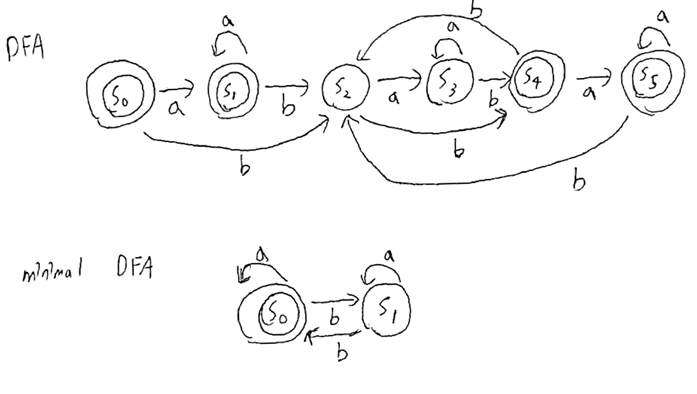 DFA
b
a a a
S0 a S1 b S2 a S3 b S4 a S5
b b b
minimal DFA
a a
S0 b S1
b